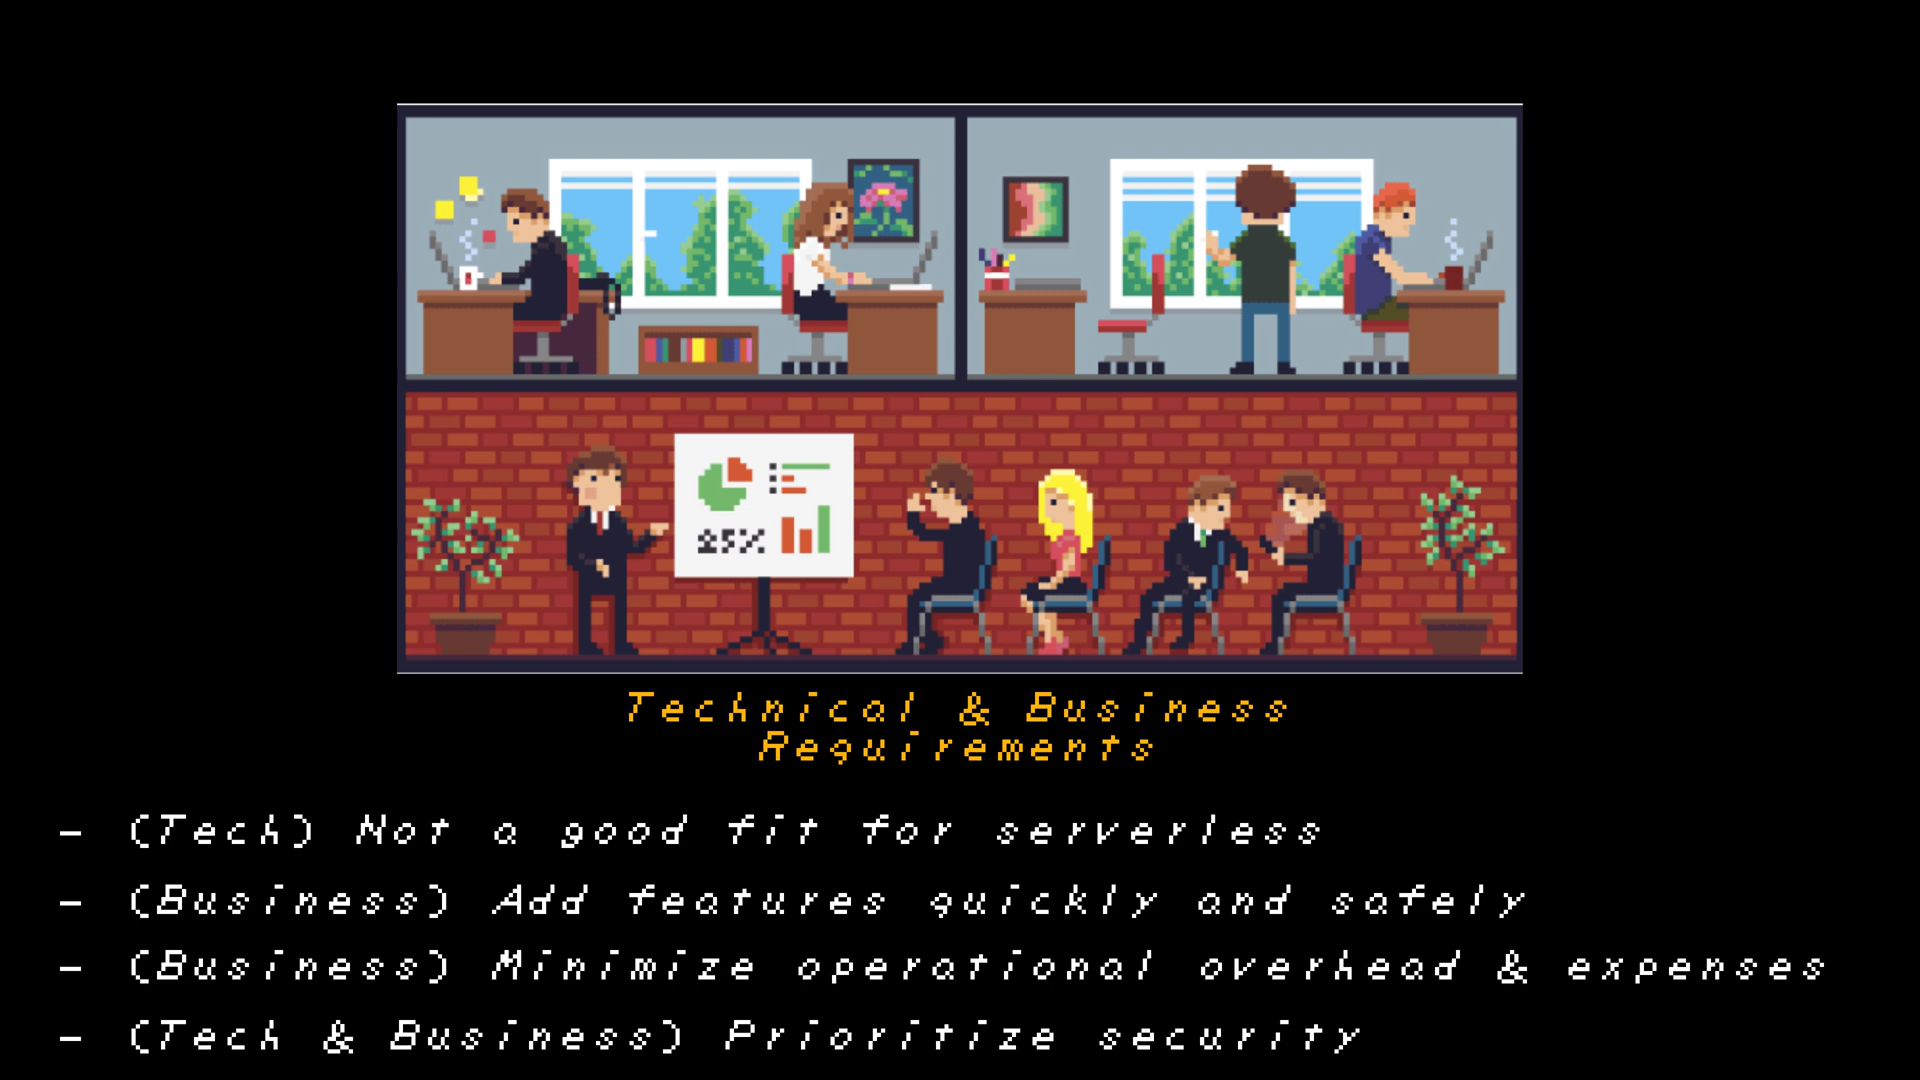 25%
Technical & Business
Requirements
- (Tech) Not a good fit for serverless
- (Business) Add features quickly and safely
- (Business) Minimize operational overhead & expenses
- (Tech & Business) Prioritize security